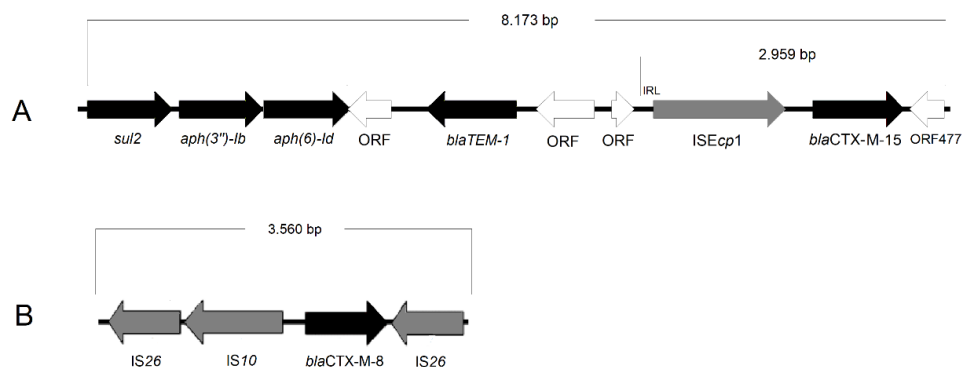 8.173 bp
2.959 bp
A
IRL
sul2
aph(3")-Ib
aph(6)-Id
ORF
blaTEM-1
ORF
ORF
ISEcp1
blaCTX-M-15
ORF477
3.560 bp
B
IS26
IS10
blaCTX-M-8
IS26